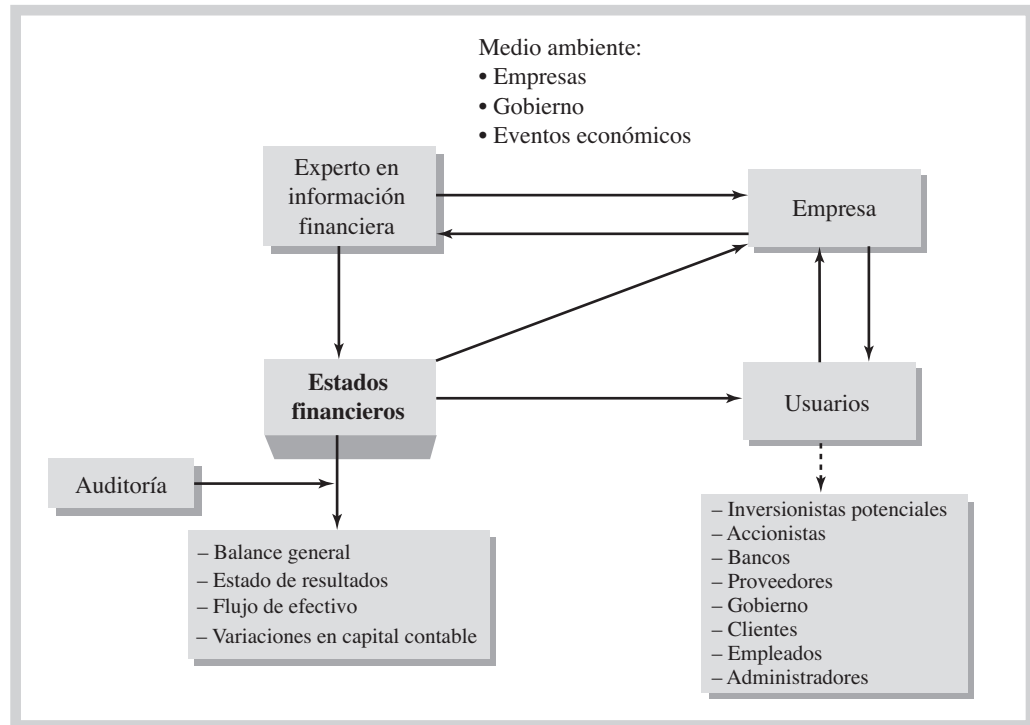 Medio ambiente:
• Empresas
• Gobierno
• Eventos económicos
Experto en
información
financiera
Empresa
Estados
financieros
Usuarios
Auditoría
– Balance general
– Estado de resultados
– Flujo de efectivo
– Variaciones en capital contable
– Inversionistas potenciales
– Accionistas
– Bancos
– Proveedores
– Gobierno
– Clientes
– Empleados
– Administradores